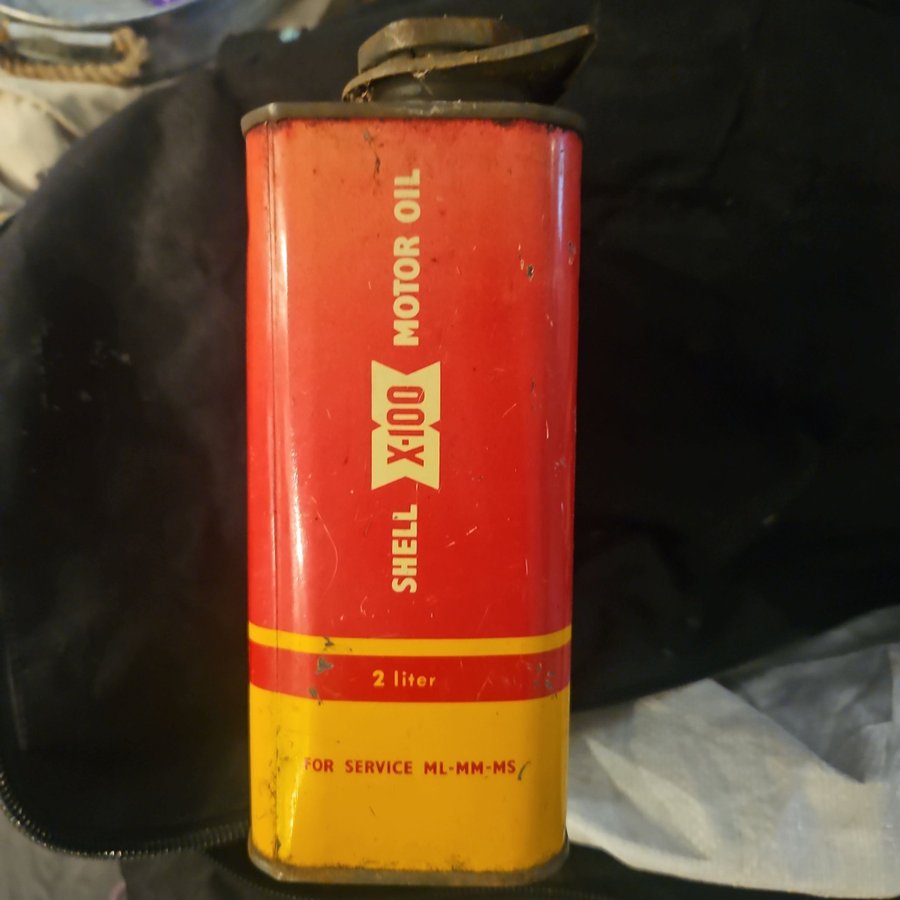 SHELL X-100 MOTOR OIL
2 liter
FOR SERVICE ML-MM-MS